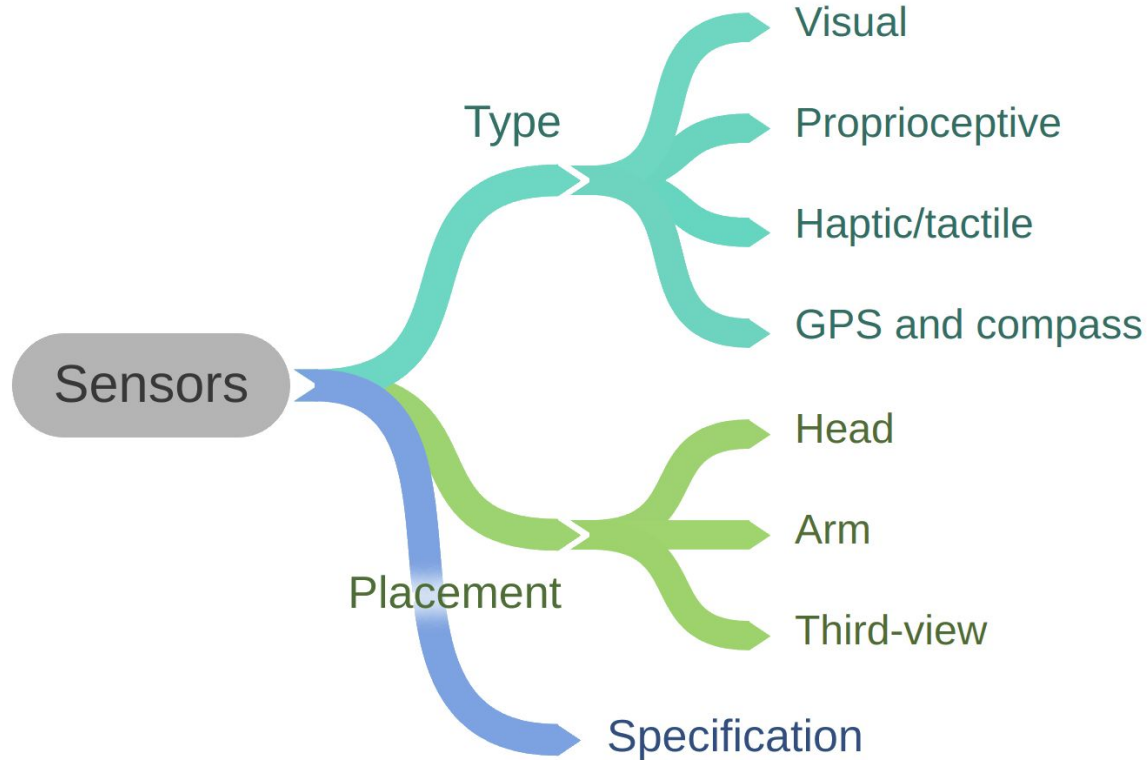 Sensors
Type
Visual
Proprioceptive
Haptic/tactile
GPS and compass
Placement
Head
Arm
Third-view
Specification